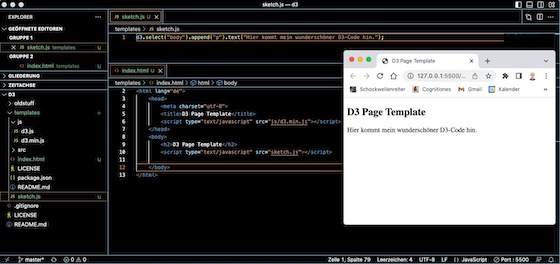 sketch.js — d3
EXPLORER
GEÖFFNETE EDITOREN
GRUPPE 1
sketch.js templates U
GRUPPE 2
index.html templates U
GLIEDERUNG
ZEITACHSE
D3
oldstuff
templates
js
d3.js
d3.min.js
src
index.html U
LICENSE
package.json
README.md
sketch.js U
.gitignore
LICENSE
README.md
sketch.js U
templates > sketch.js
1 d3.select("body").append("p").text("Hier kommt mein wunderschöner D3-Code hin.");
index.html U
templates > index.html > html > body
2 <html lang="de">
3 <head>
4 <meta charset="utf-8">
5 <title>D3 Page Template</title>
6 <script type="text/javascript" src="js/d3.min.js"></script>
7 </head>
8 <body>
9 <h2>D3 Page Template</h2>
10 <script type="text/javascript" src="sketch.js"></script>
11
12 </body>
13 </html>
D3 Page Template
127.0.0.1:5500/...
Schockwellenreiter Cognitiones Gmail Kalender
D3 Page Template
Hier kommt mein wunderschöner D3-Code hin.
master* 0 0 Zeile 1, Spalte 79 Leerzeichen: 4 UTF-8 LF {} JavaScript Port : 5500